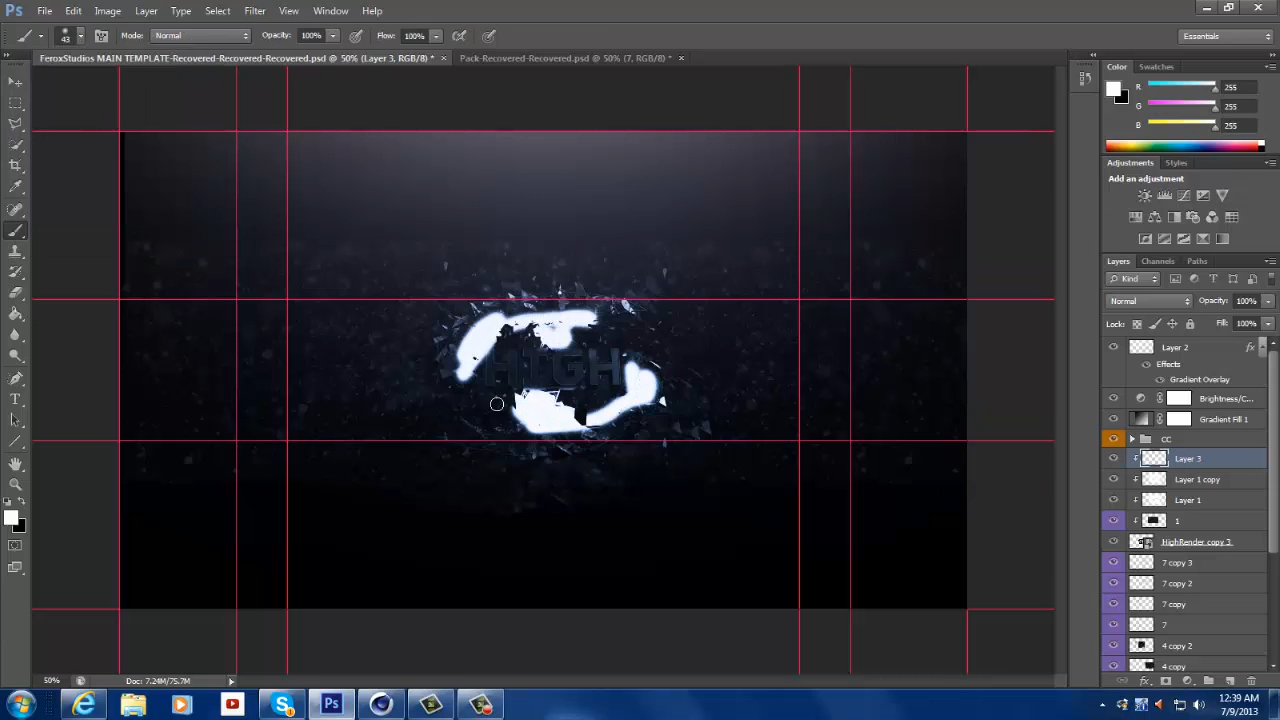 Ps File Edit Image Layer Type Select Filter View Window Help
43 Mode: Normal Opacity: 100% Flow: 100% Essentials
FeroxStudios MAIN TEMPLATE-Recovered-Recovered-Recovered.psd @ 50% (Layer 3, RGB/8) * × Pack-Recovered-Recovered.psd @ 50% (7, RGB/8) * ×
Color Swatches
R 255
G 255
B 255
Adjustments Styles
Add an adjustment
Layers Channels Paths
Kind
Normal Opacity: 100%
Lock: Fill: 100%
Layer 2 fx
Effects
Gradient Overlay
Brightness/C...
Gradient Fill 1
CC
Layer 3
Layer 1 copy
Layer 1
1
HighRender copy 3
7 copy 3
7 copy 2
7 copy
7
4 copy 2
4 copy
HIGH
50% Doc: 7.24M/75.7M
12:39 AM
7/9/2013